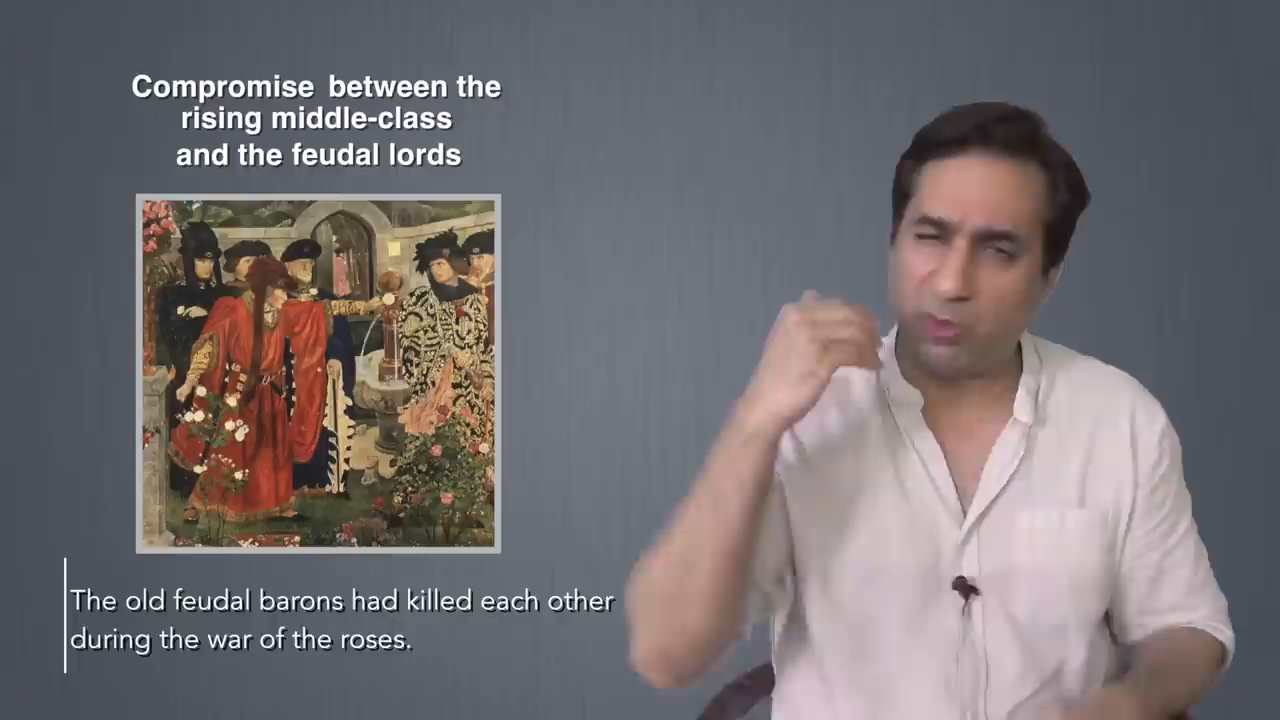 Compromise between the
rising middle-class
and the feudal lords
The old feudal barons had killed each other
during the war of the roses.